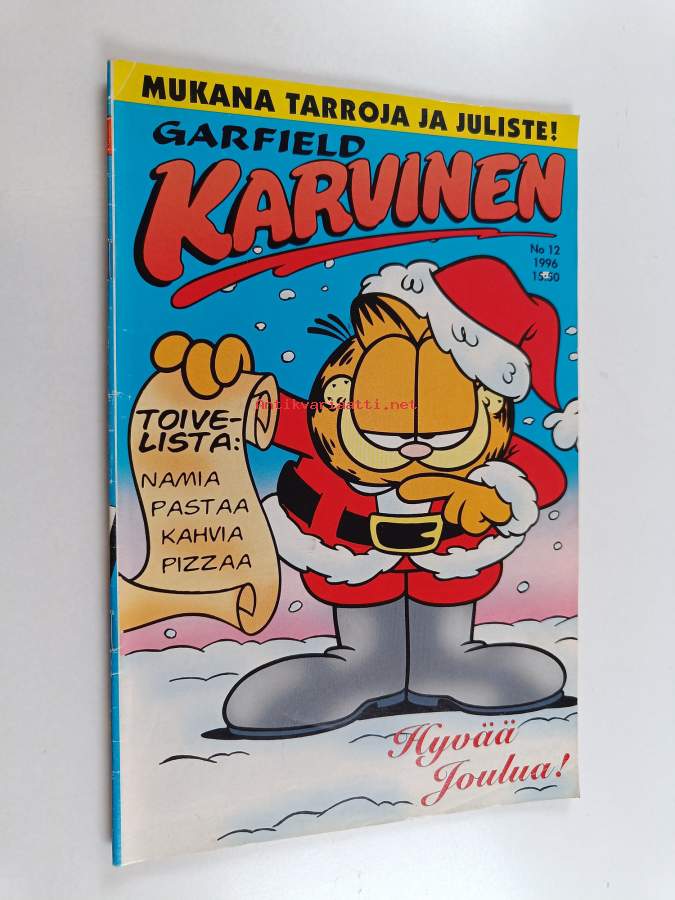 MUKANA TARROJA JA JULISTE!
GARFIELD
KARVINEN
No 12
1996
15:50
Antikvariaatti.net
TOIVE-
LISTA:
NAMIA
PASTAA
KAHVIA
PIZZAA
Hyvää
Joulua!